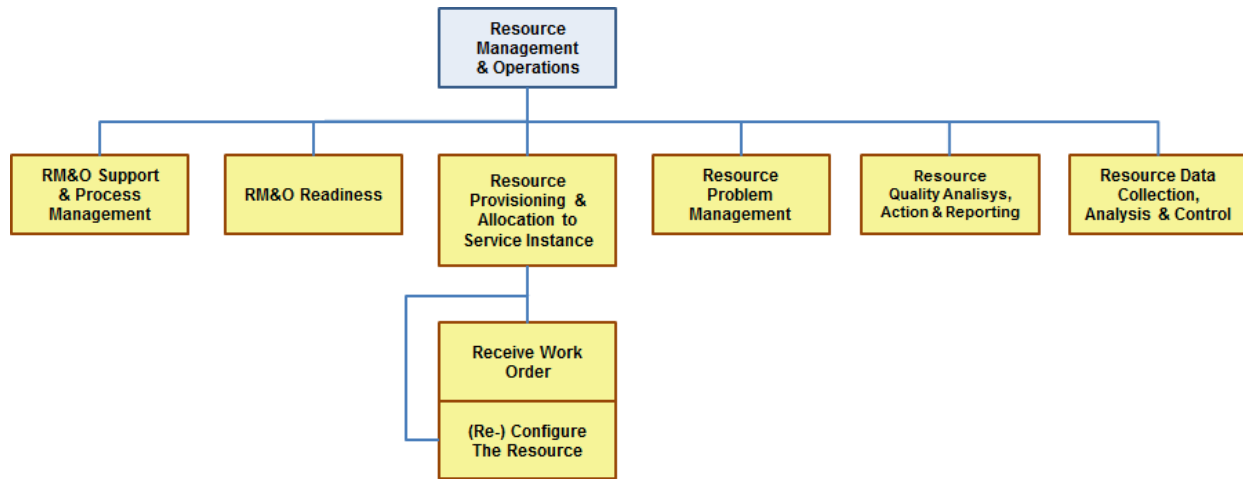 Resource
Management
& Operations
RM&O Support
& Process
Management
RM&O Readiness
Resource
Provisioning &
Allocation to
Service Instance
Resource
Problem
Management
Resource
Quality Analisys,
Action & Reporting
Resource Data
Collection,
Analysis & Control
Receive Work
Order
(Re-) Configure
The Resource